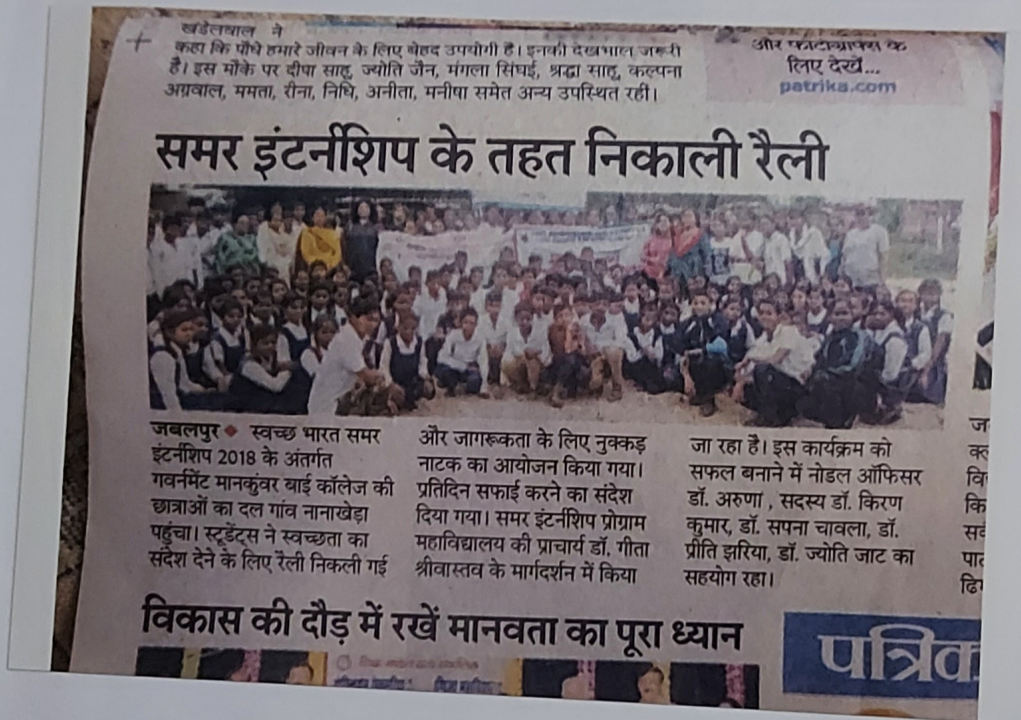 खंडेलवाल ने
कहा कि पौधे हमारे जीवन के लिए बेहद उपयोगी हैं। इनकी देखभाल जरूरी
है। इस मौके पर दीपा साहू, ज्योति जैन, मंगला सिंघई, श्रद्धा साहू, कल्पना
अग्रवाल, ममता, रीना, निधि, अनीता, मनीषा समेत अन्य उपस्थित रहीं।
और फोटोग्राफ्स के
लिए देखें...
patrika.com
समर इंटर्नशिप के तहत निकाली रैली
जबलपुर ◆ स्वच्छ भारत समर
इंटर्नशिप 2018 के अंतर्गत
गवर्नमेंट मानकुंवर बाई कॉलेज की
छात्राओं का दल गांव नानाखेड़ा
पहुंचा। स्टूडेंट्स ने स्वच्छता का
संदेश देने के लिए रैली निकली गई
और जागरूकता के लिए नुक्कड़
नाटक का आयोजन किया गया।
प्रतिदिन सफाई करने का संदेश
दिया गया। समर इंटर्नशिप प्रोग्राम
महाविद्यालय की प्राचार्य डॉ. गीता
श्रीवास्तव के मार्गदर्शन में किया
जा रहा है। इस कार्यक्रम को
सफल बनाने में नोडल ऑफिसर
डॉ. अरुणा , सदस्य डॉ. किरण
कुमार, डॉ. सपना चावला, डॉ.
प्रीति झरिया, डॉ. ज्योति जाट का
सहयोग रहा।
विकास की दौड़ में रखें मानवता का पूरा ध्यान
पत्रिक